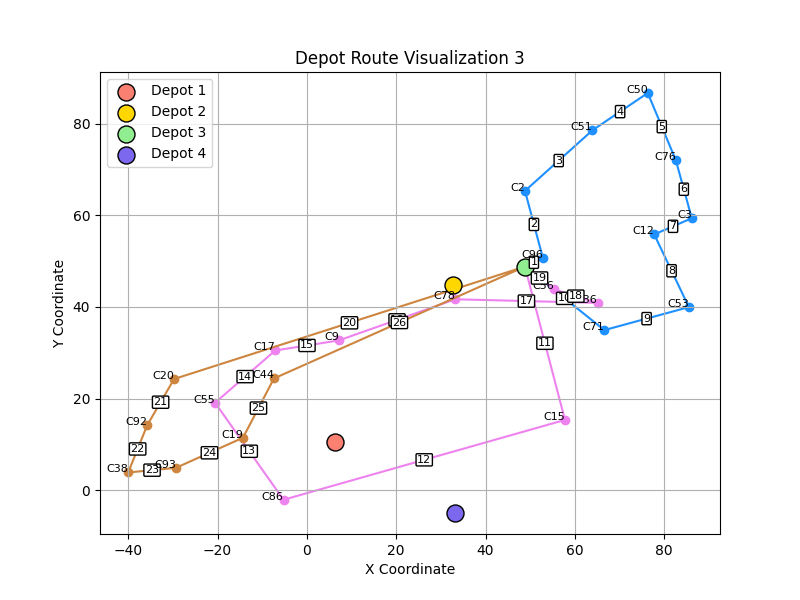 Depot Route Visualization 3
Depot 1
Depot 2
Depot 3
Depot 4
Y Coordinate
80
60
40
20
0
−40
−20
0
20
40
60
80
X Coordinate
C50
4
C51
5
3
C76
C2
6
C3
2
7
C12
C96
1
8
19
C78
17
18
C53
C71
9
20
26
C9
15
C17
11
C20
14
C44
21
C55
25
C15
C92
C19
22
24
13
12
C38
23
C93
C86